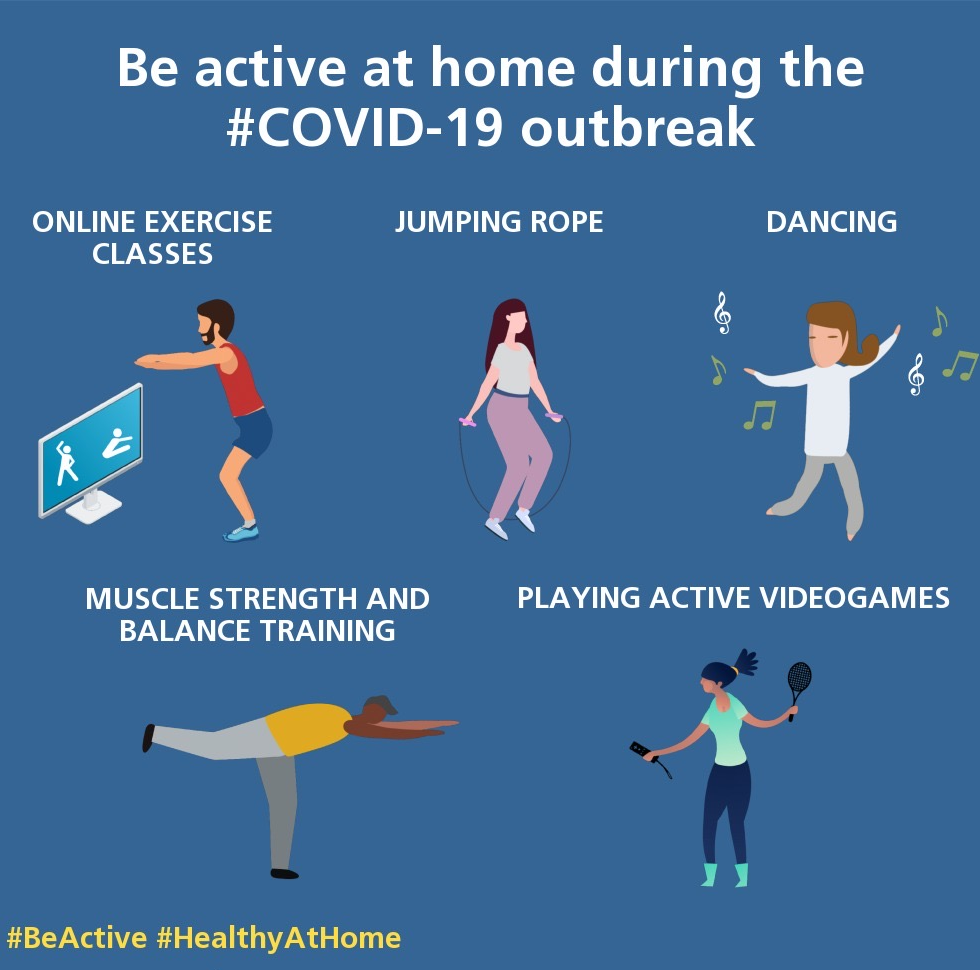 Be active at home during the
#COVID-19 outbreak
ONLINE EXERCISE
CLASSES
JUMPING ROPE
DANCING
MUSCLE STRENGTH AND
BALANCE TRAINING
PLAYING ACTIVE VIDEOGAMES
#BeActive #HealthyAtHome